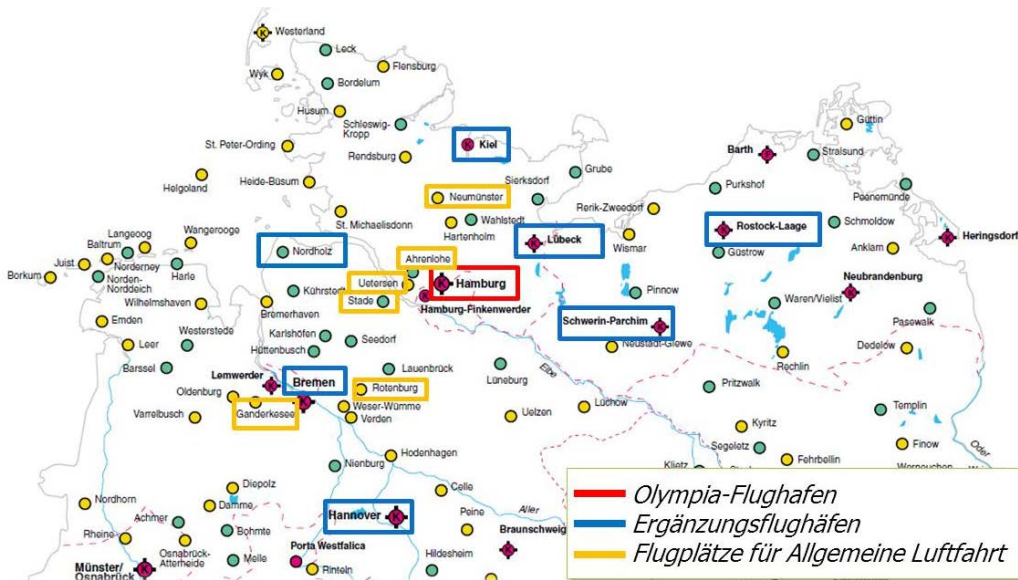 Westerland
Leck
Wyk
Flensburg
Bordelum
Husum
Schleswig-
Kropp
Güttin
St. Peter-Ording
Rendsburg
Kiel
Barth
Stralsund
Helgoland
Heide-Büsum
Sierksdorf
Grube
Purkshof
Peenemünde
Neumünster
St. Michaelisdonn
Wahlstedt
Hartenholm
Rerik-Zweedorf
Wismar
Rostock-Laage
Schmoldow
Heringsdorf
Langeoog
Wangerooge
Baltrum
Nordholz
Lübeck
Güstrow
Anklam
Juist
Norderney
Borkum
Norden-
Norddeich
Harle
Ahrenlohe
Uetersen
Hamburg
Neubrandenburg
Kührstedt
Stade
Hamburg-Finkenwerder
Pinnow
Waren/Vielist
Wilhelmshaven
Bremerhaven
Emden
Schwerin-Parchim
Pasewalk
Westerstede
Karlshöfen
Seedorf
Leer
Hüttenbusch
Neustadt-Glewe
Dedelow
Rechlin
Barssel
Lemwerder
Bremen
Lauenbrück
Lüneburg
Elbe
Oldenburg
Rotenburg
Pritzwalk
Varrelbusch
Ganderkesee
Weser-Wümme
Verden
Uelzen
Lüchow
Templin
Kyritz
Segeletz
Finow
Oder
Hodenhagen
Nienburg
Klietz
Fehrbellin
Werneuchen
Diepolz
Celle
Nordhorn
Damme
Hannover
Aller
Peine
Achmer
Bohmte
Braunschweig
Rheine
Osnabrück-
Atterheide
Melle
Porta Westfalica
Hildesheim
Münster/
Osnabrück
Rinteln
Olympia-Flughafen
Ergänzungsflughäfen
Flugplätze für Allgemeine Luftfahrt